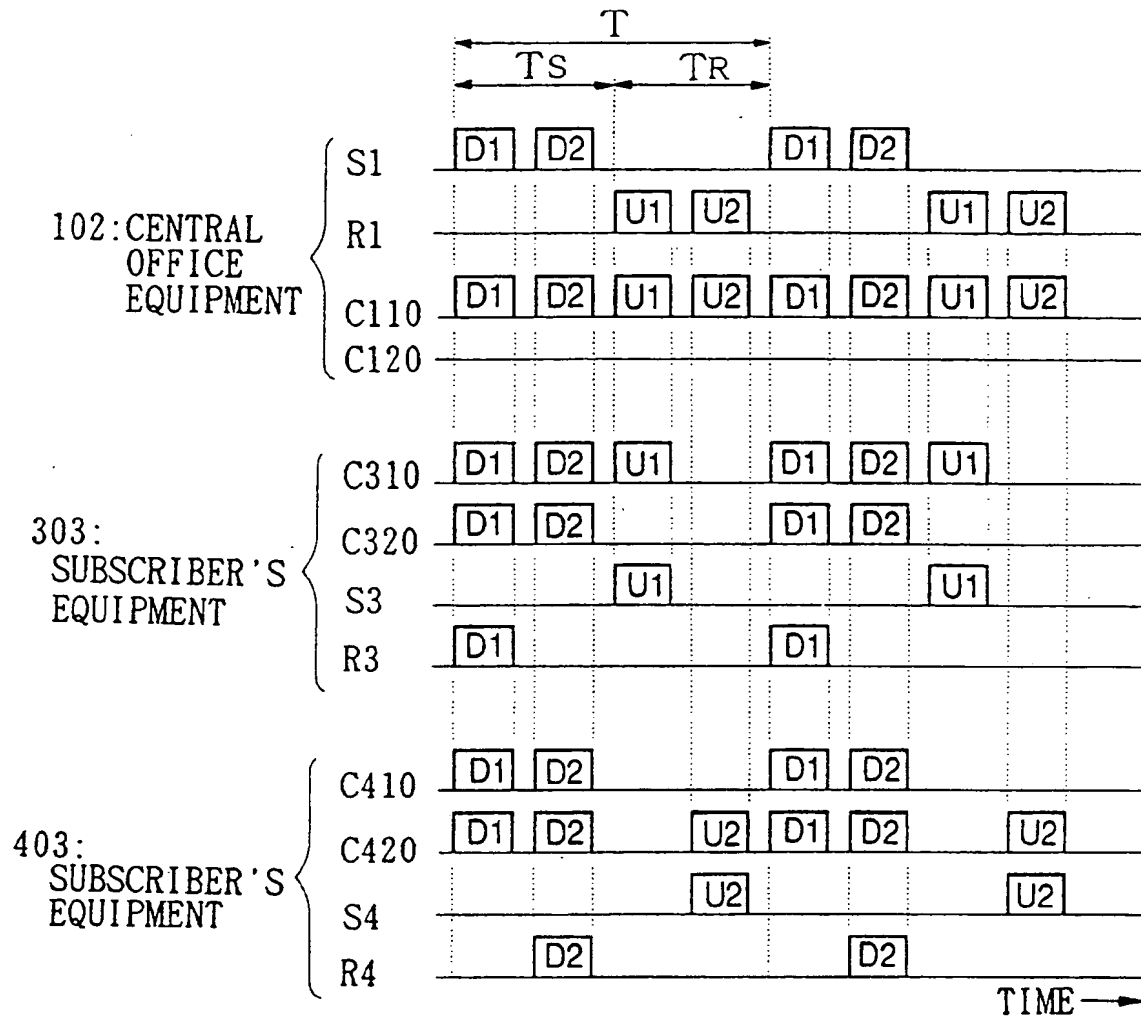 T
TS TR
S1 D1 D2 D1 D2
R1 U1 U2 U1 U2
102:CENTRAL
OFFICE
EQUIPMENT
C110 D1 D2 U1 U2 D1 D2 U1 U2
C120
C310 D1 D2 U1 D1 D2 U1
303:
SUBSCRIBER'S
EQUIPMENT
C320 D1 D2 D1 D2
S3 U1 U1
R3 D1 D1
C410 D1 D2 D1 D2
403:
SUBSCRIBER'S
EQUIPMENT
C420 D1 D2 U2 D1 D2 U2
S4 U2 U2
R4 D2 D2
TIME